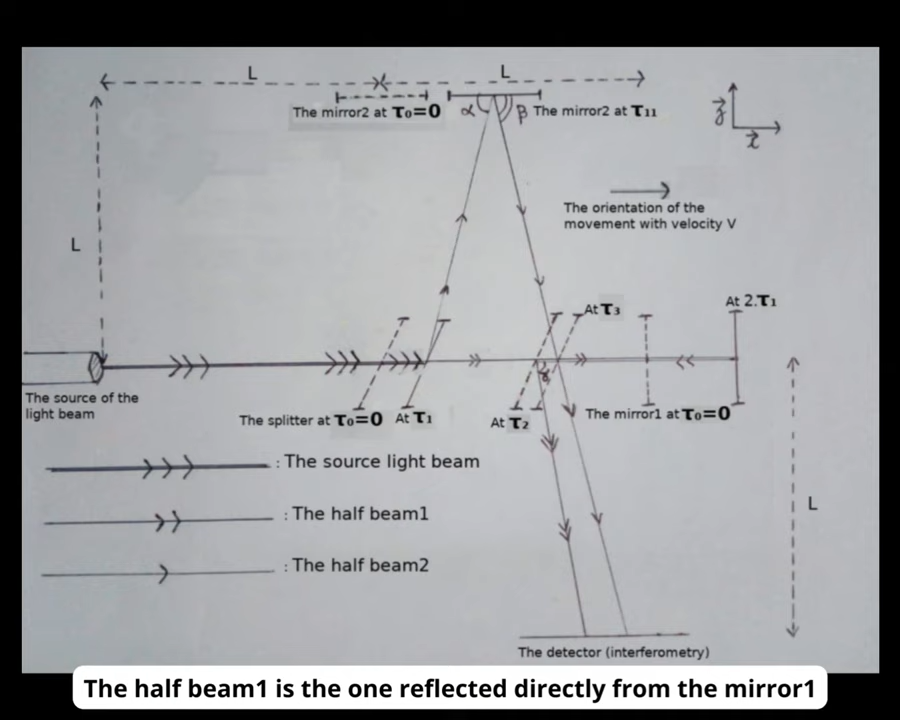 L
L
The mirror2 at τ₀=0
α
β
The mirror2 at τ₁₁
The orientation of the
movement with velocity V
L
At τ₃
At 2.τ₁
The source of the
light beam
The splitter at τ₀=0
At τ₁
At τ₂
The mirror1 at τ₀=0
: The source light beam
: The half beam1
: The half beam2
L
The detector (interferometry)
The half beam1 is the one reflected directly from the mirror1